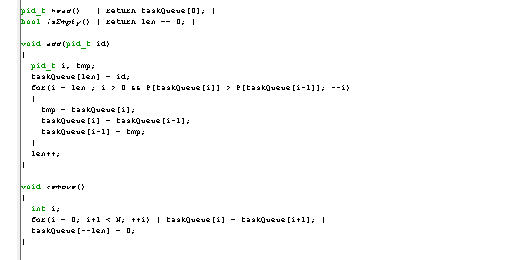 pid_t head() { return taskQueue[0]; }
bool isEmpty() { return len == 0; }
void add(pid_t id)
{
pid_t i, tmp;
taskQueue[len] = id;
for(i = len ; i > 0 && P[taskQueue[i]] > P[taskQueue[i-1]]; --i)
{
tmp = taskQueue[i];
taskQueue[i] = taskQueue[i-1];
taskQueue[i-1] = tmp;
}
len++;
}
void remove()
{
int i;
for(i = 0; i+1 < N; ++i) { taskQueue[i] = taskQueue[i+1]; }
taskQueue[--len] = 0;
}